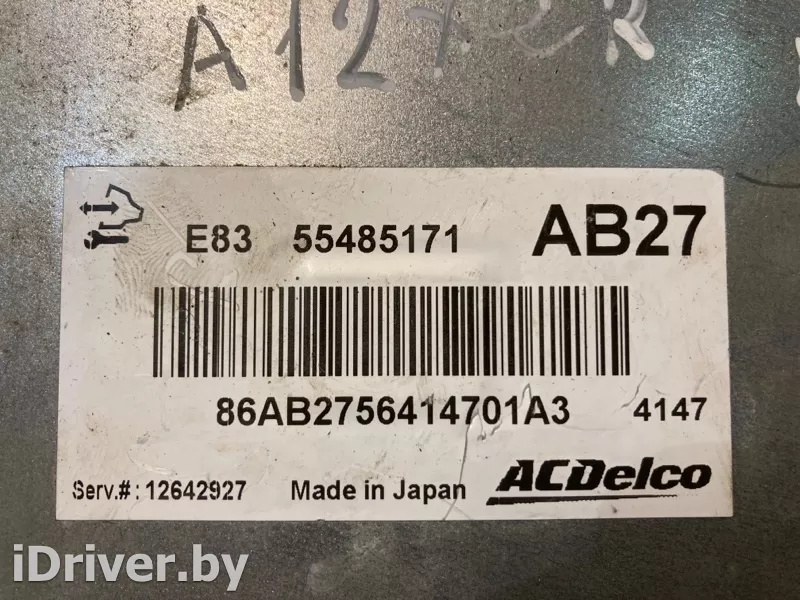 E83 55485171 AB27
86AB2756414701A3 4147
Serv.#: 12642927 Made in Japan ACDelco
iDriver.by